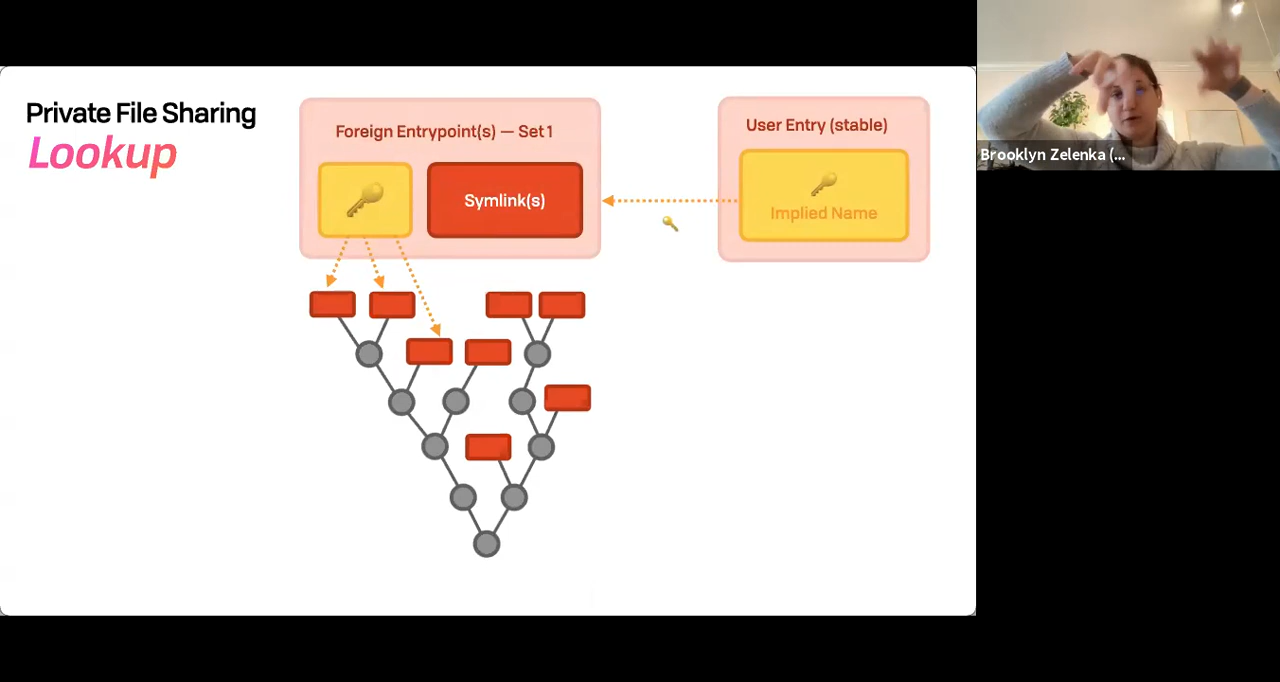 Private File Sharing
Lookup
Foreign Entrypoint(s) — Set 1
Symlink(s)
User Entry (stable)
Implied Name
Brooklyn Zelenka (...